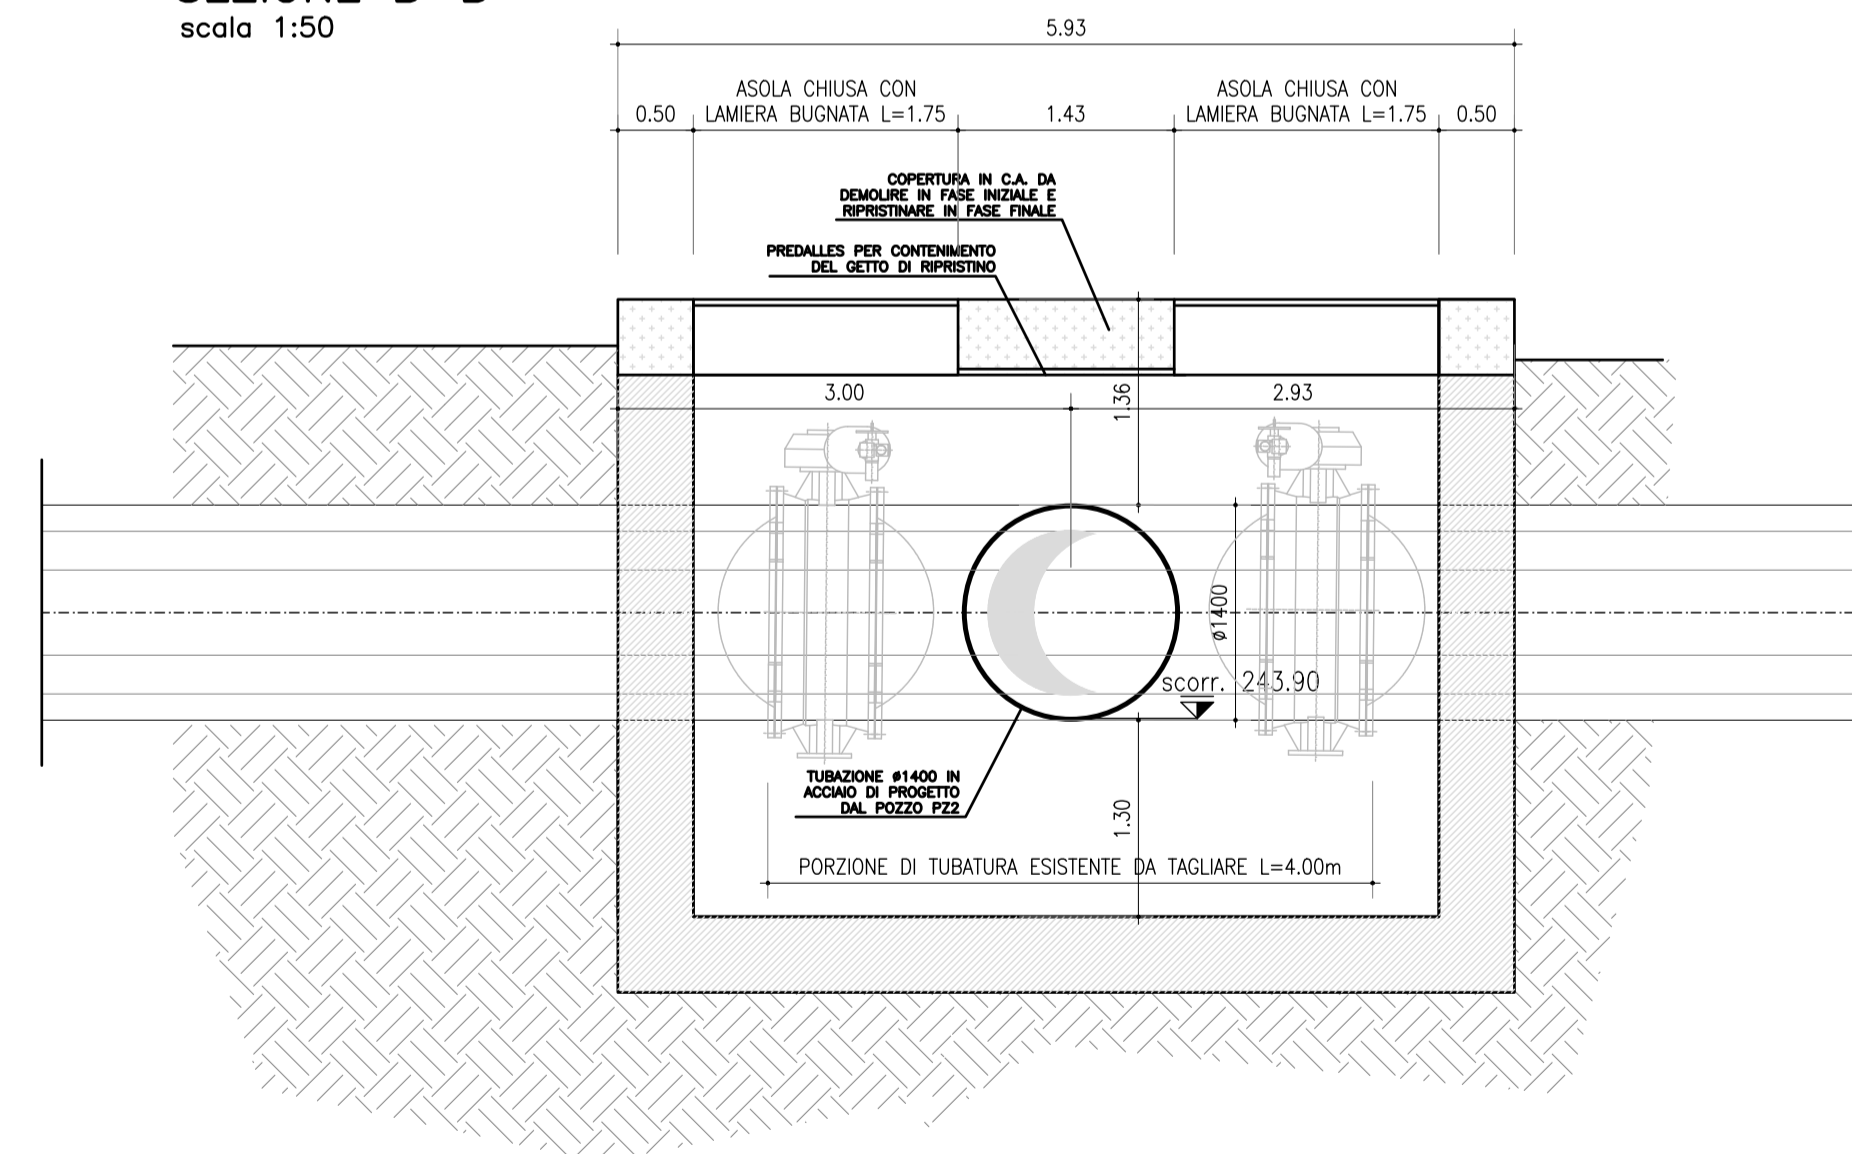 scala 1:50
5.93
ASOLA CHIUSA CON
LAMIERA BUGNATA L=1.75
ASOLA CHIUSA CON
LAMIERA BUGNATA L=1.75
0.50
1.43
0.50
COPERTURA IN C.A. DA
DEMOLIRE IN FASE INIZIALE E
RIPRISTINARE IN FASE FINALE
PREDALLES PER CONTENIMENTO
DEL GETTO DI RIPRISTINO
3.00
1.36
2.93
ø1400
scorr. 243.90
TUBAZIONE ø1400 IN
ACCIAIO DI PROGETTO
DAL POZZO PZ2
1.30
PORZIONE DI TUBATURA ESISTENTE DA TAGLIARE L=4.00m